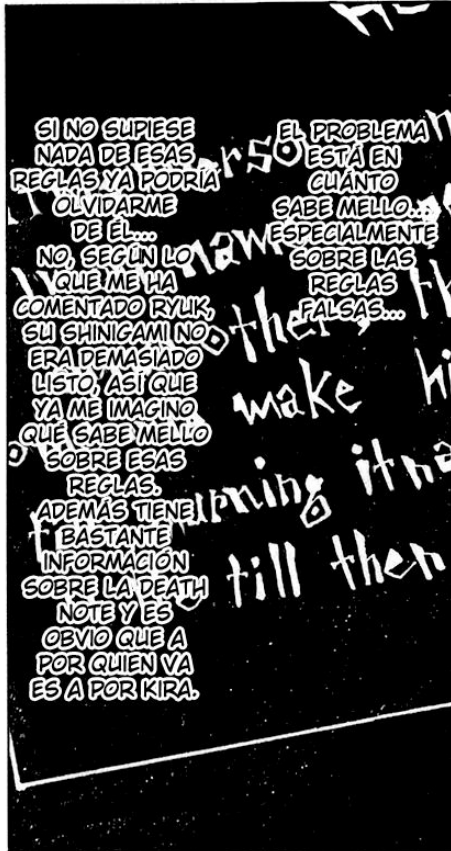 EL PROBLEMA
ESTÁ EN
CUÁNTO
SABE MELLO...
ESPECIALMENTE
SOBRE LAS
REGLAS
FALSAS...
SI NO SUPIESE
NADA DE ESAS
REGLAS YA PODRÍA
OLVIDARME
DE ÉL...
NO, SEGÚN LO
QUE ME HA
COMENTADO RYUK,
SU SHINIGAMI NO
ERA DEMASIADO
LISTO, ASÍ QUE
YA ME IMAGINO
QUÉ SABE MELLO
SOBRE ESAS
REGLAS.
ADEMÁS TIENE
BASTANTE
INFORMACIÓN
SOBRE LA DEATH
NOTE Y ES
OBVIO QUE A
POR QUIEN VA
ES A POR KIRA.
make hi
till then